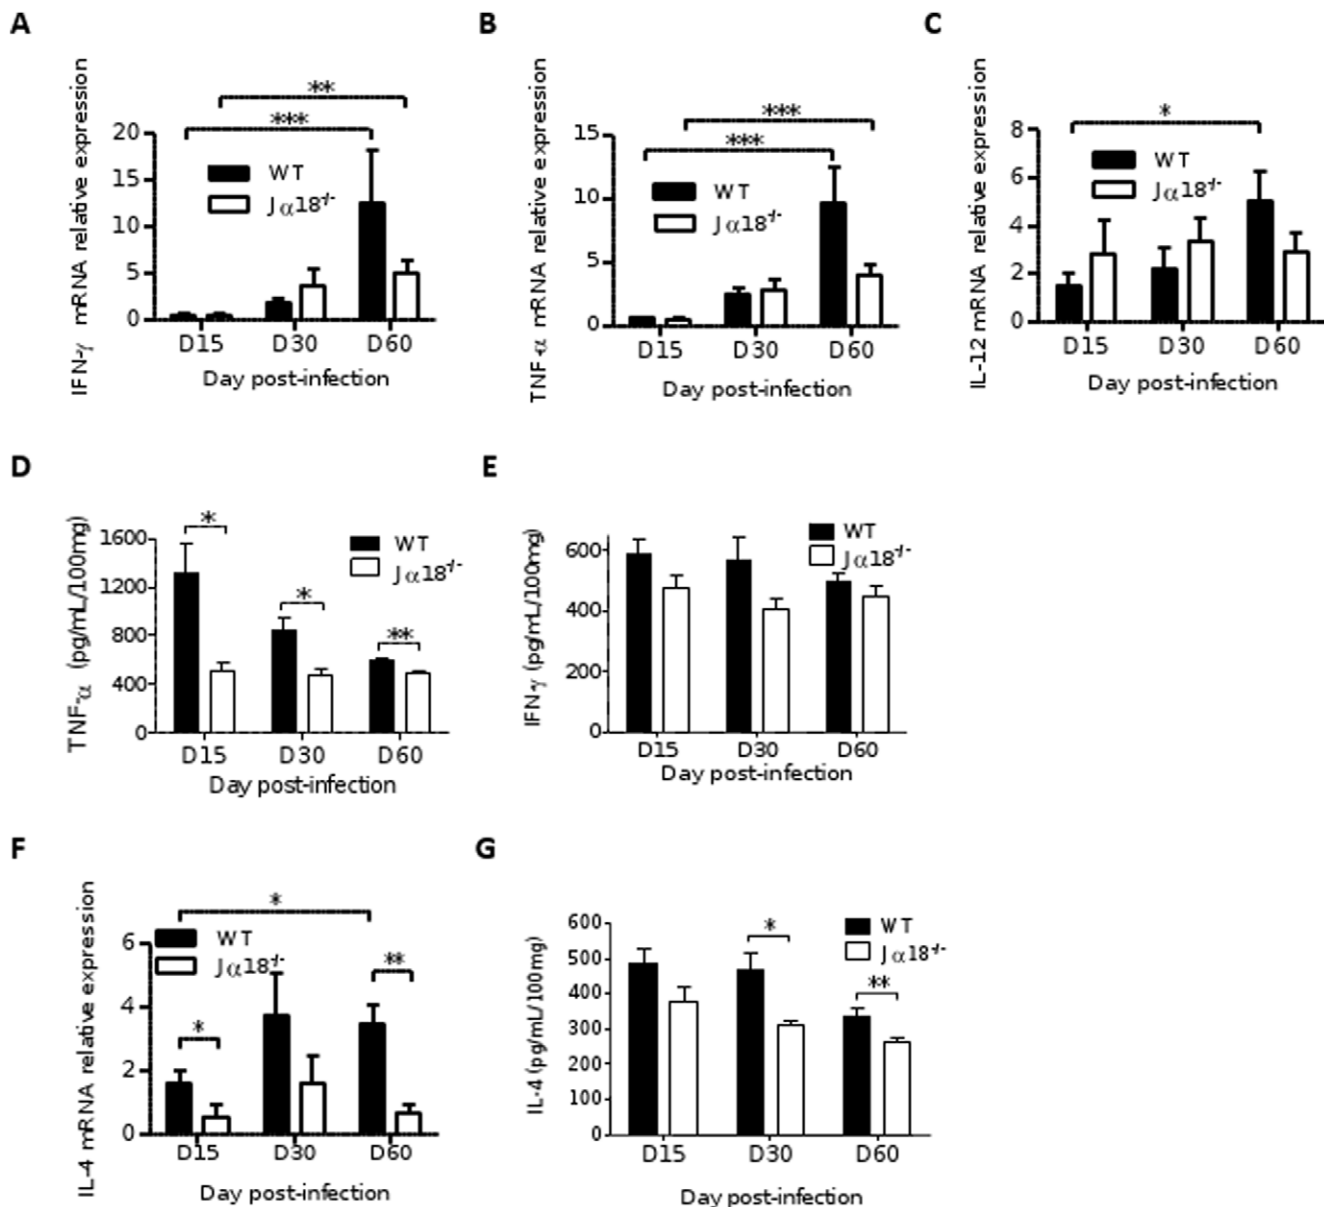 A
IFN-γ mRNA relative expression
20
15
10
5
0
**
***
WT
Jα18-/-
D15 D30 D60
Day post-infection
B
TNF-α mRNA relative expression
15
10
5
0
***
***
WT
Jα18-/-
D15 D30 D60
Day post-infection
C
IL-12 mRNA relative expression
8
6
4
2
0
*
WT
Jα18-/-
D15 D30 D60
Day post-infection
D
TNF-α (pg/mL/100mg)
1600
1200
800
400
0
*
*
**
WT
Jα18-/-
D15 D30 D60
Day post-infection
E
IFN-γ (pg/mL/100mg)
600
400
200
0
WT
Jα18-/-
D15 D30 D60
Day post-infection
F
IL-4 mRNA relative expression
6
4
2
0
*
WT
Jα18-/-
*
**
D15 D30 D60
Day post-infection
G
IL-4 (pg/mL/100mg)
600
500
400
300
200
100
0
*
**
WT
Jα18-/-
D15 D30 D60
Day post-infection